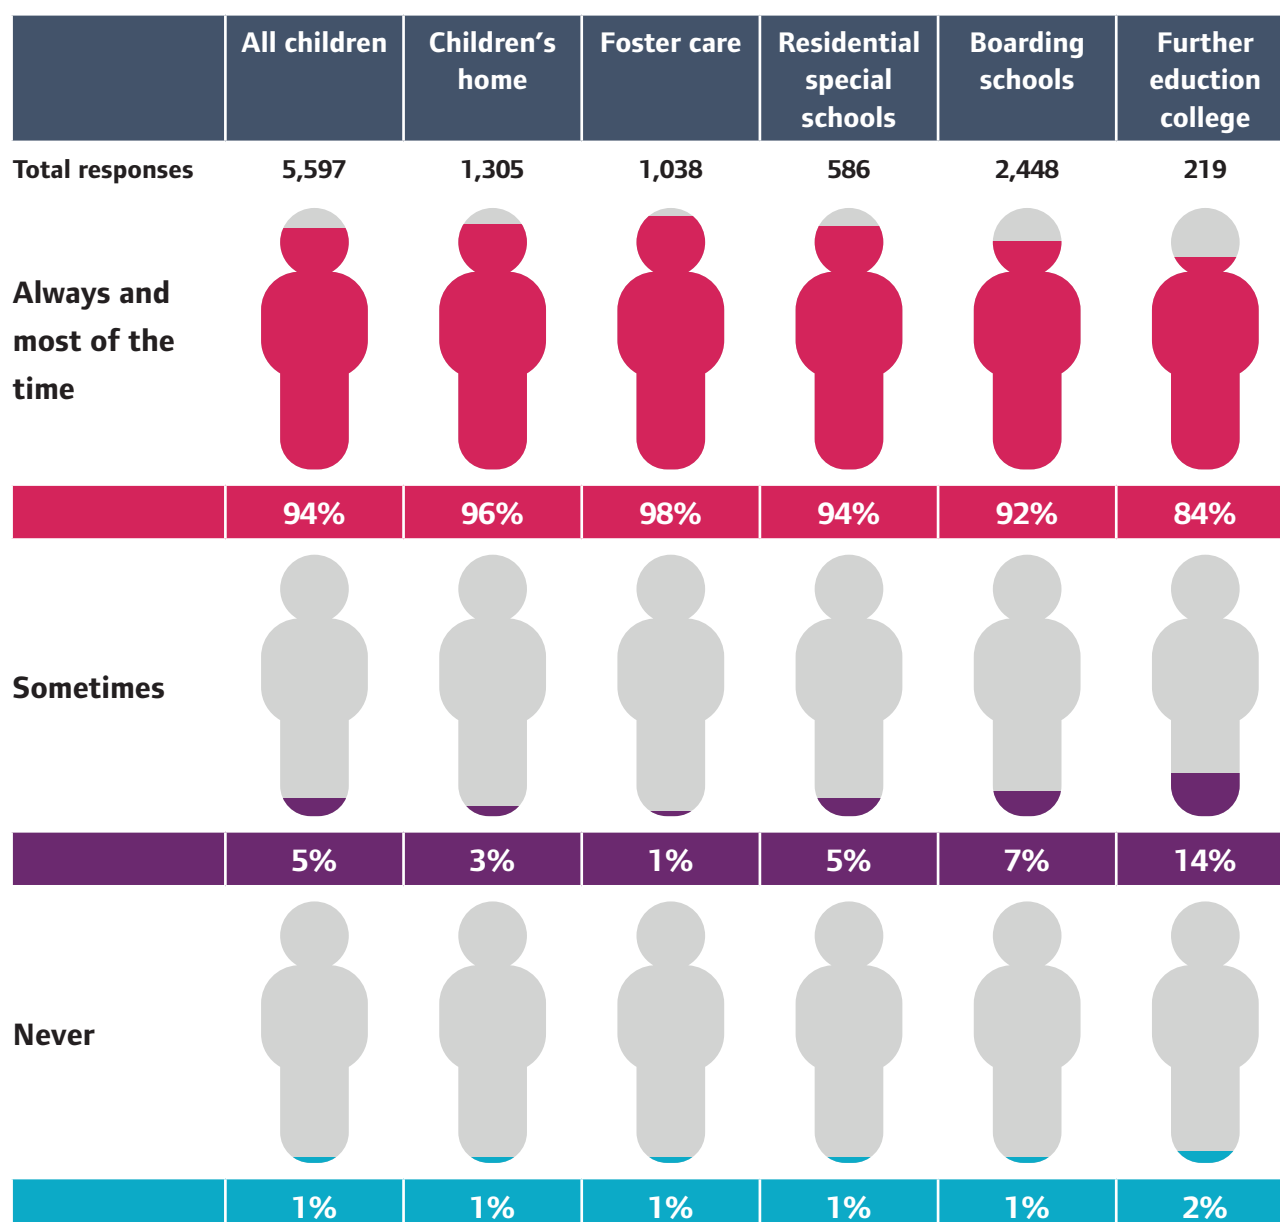 All children Children's Foster care Residential Boarding Further
home special schools eduction
schools college
Total responses 5,597 1,305 1,038 586 2,448 219
Always and
most of the
time
94% 96% 98% 94% 92% 84%
Sometimes
5% 3% 1% 5% 7% 14%
Never
1% 1% 1% 1% 1% 2%